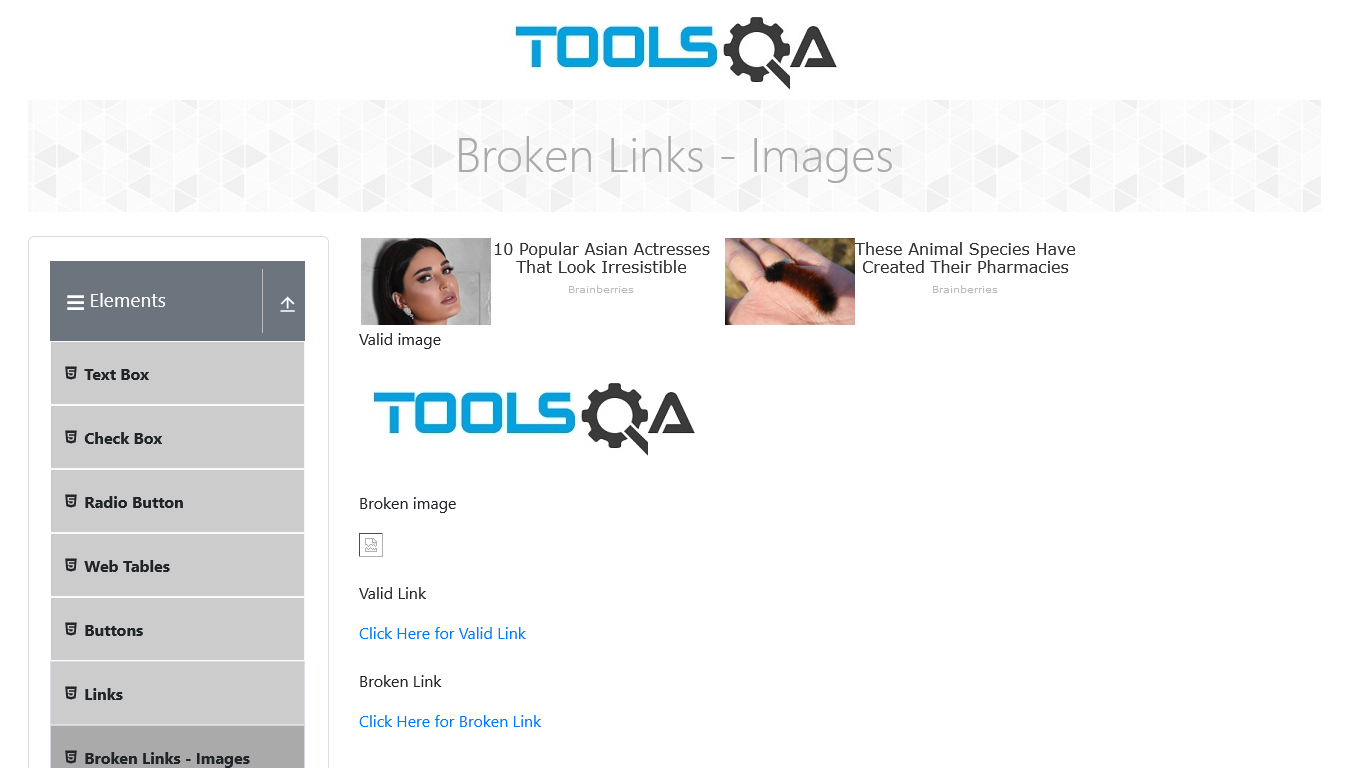 TOOLSQA
Broken Links - Images
Elements
Text Box
Check Box
Radio Button
Web Tables
Buttons
Links
Broken Links - Images
10 Popular Asian Actresses
That Look Irresistible
Brainberries
These Animal Species Have
Created Their Pharmacies
Brainberries
Valid image
TOOLSQA
Broken image
Valid Link
Click Here for Valid Link
Broken Link
Click Here for Broken Link